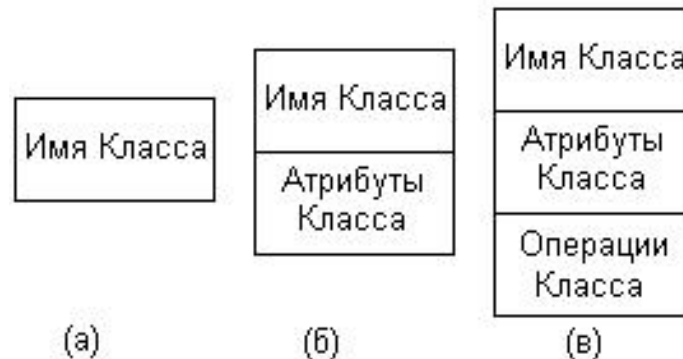 Имя Класса
(а)
Имя Класса
Атрибуты
Класса
(б)
Имя Класса
Атрибуты
Класса
Операции
Класса
(в)